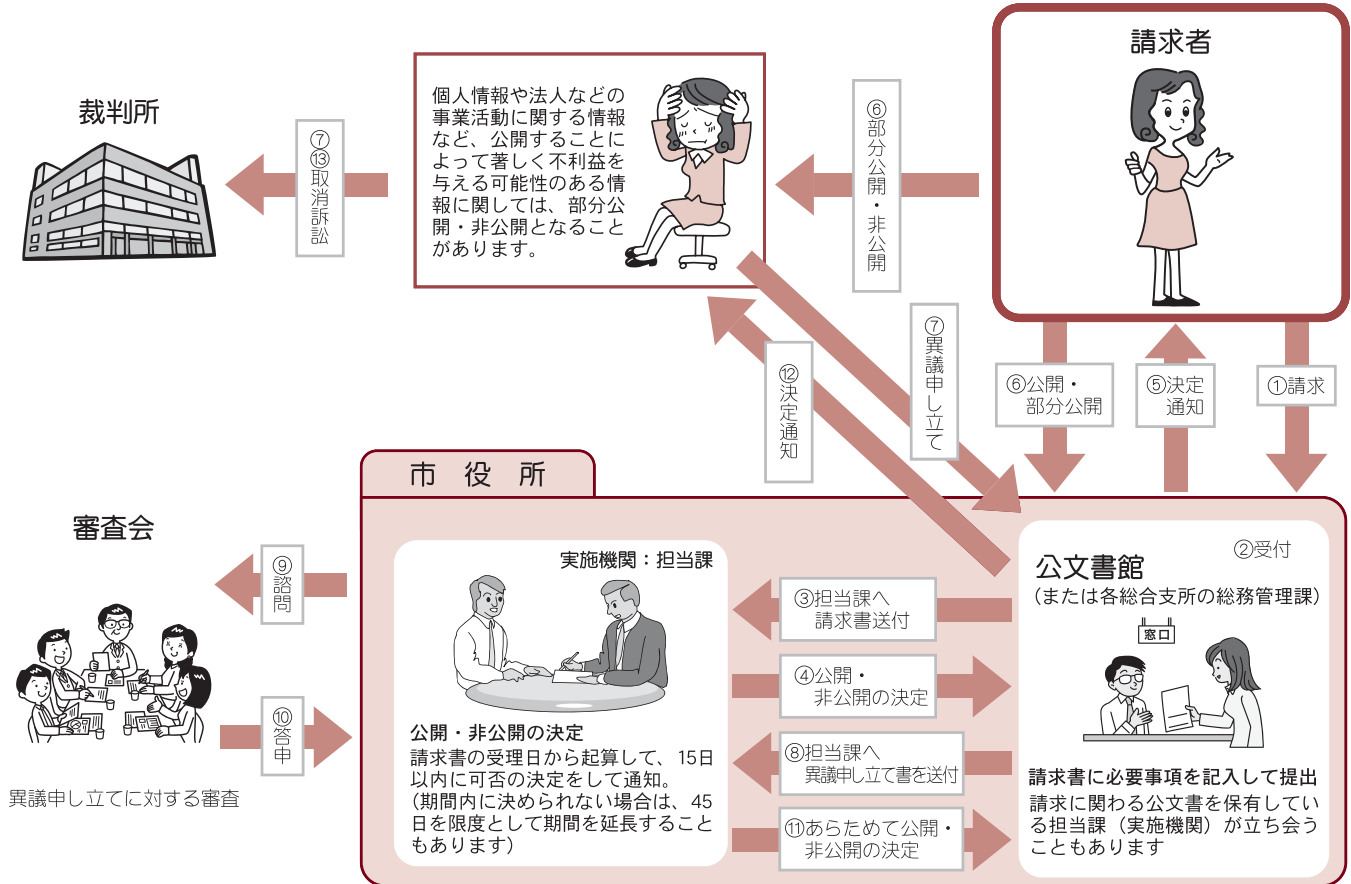 請求者
裁判所
⑦⑬取消訴訟
個人情報や法人などの
事業活動に関する情報
など、公開することに
よって著しく不利益を
与える可能性のある情
報に関しては、部分公
開・非公開となること
があります。
⑥部分公開・非公開
⑦異議申し立て
⑫決定通知
⑥公開・
部分公開
⑤決定
通知
①請求
市役所
審査会
⑨諮問
⑩答申
異議申し立てに対する審査
実施機関：担当課
公開・非公開の決定
請求書の受理日から起算して、15日
以内に可否の決定をして通知。
（期間内に決められない場合は、45
日を限度として期間を延長すること
もあります）
③担当課へ
請求書送付
④公開・
非公開の決定
⑧担当課へ
異議申し立て書を送付
⑪あらためて公開・
非公開の決定
②受付
公文書館
（または各総合支所の総務管理課）
窓口
請求書に必要事項を記入して提出
請求に関わる公文書を保有してい
る担当課（実施機関）が立ち会う
こともあります